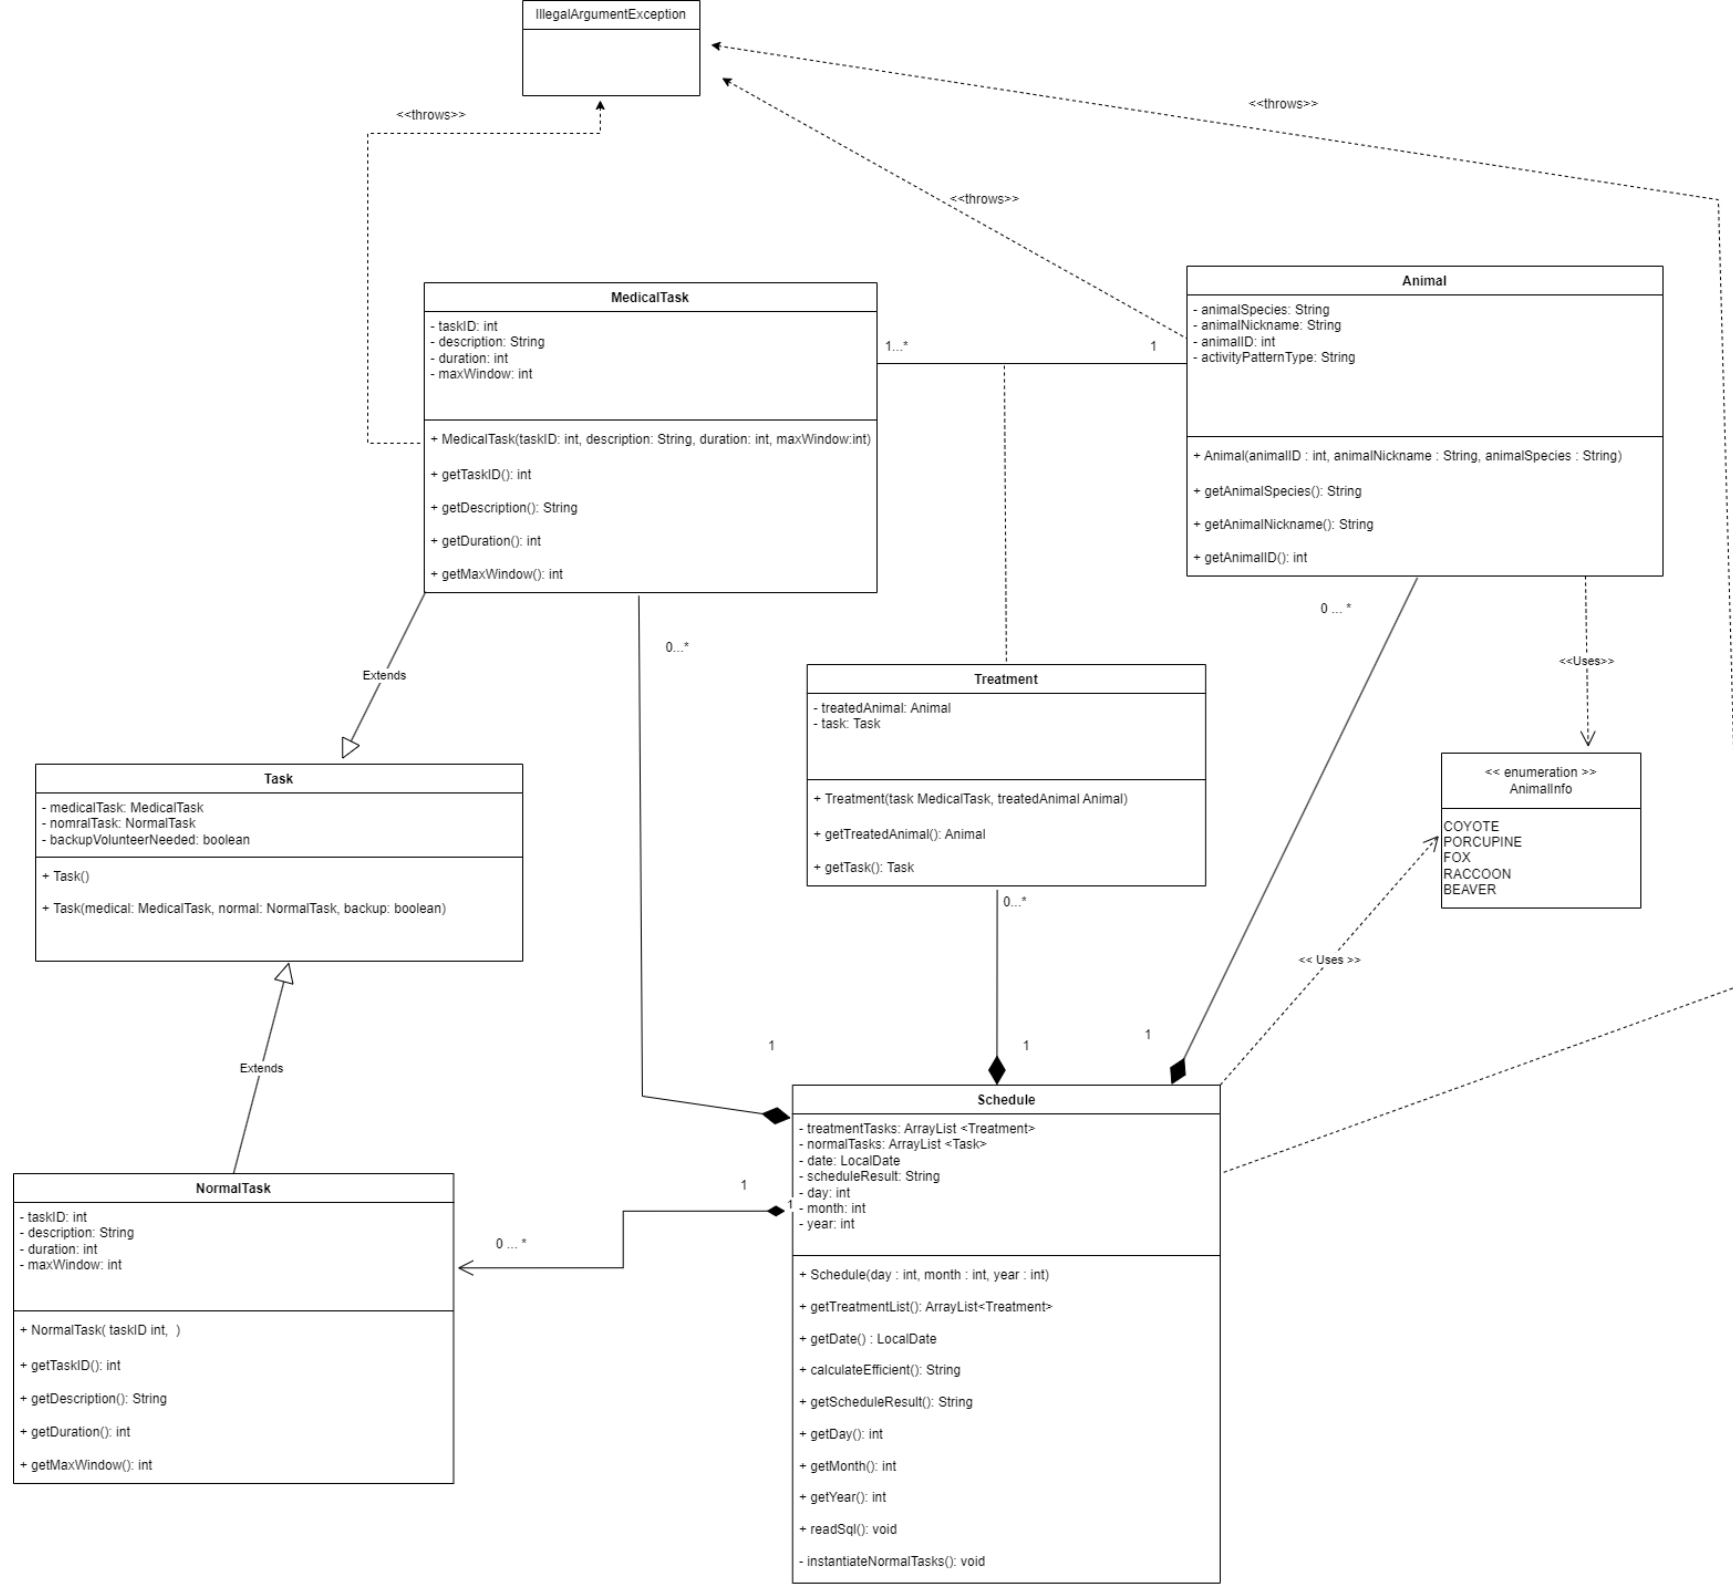 IllegalArgumentException
<<throws>>
<<throws>>
<<throws>>
MedicalTask
- taskID: int
- description: String
- duration: int
- maxWindow: int
+ MedicalTask(taskID: int, description: String, duration: int, maxWindow:int)
+ getTaskID(): int
+ getDescription(): String
+ getDuration(): int
+ getMaxWindow(): int
1...*
1
Animal
- animalSpecies: String
- animalNickname: String
- animalID: int
- activityPatternType: String
+ Animal(animalID : int, animalNickname : String, animalSpecies : String)
+ getAnimalSpecies(): String
+ getAnimalNickname(): String
+ getAnimalID(): int
0 ... *
0...*
Extends
<<Uses>>
Treatment
- treatedAnimal: Animal
- task: Task
+ Treatment(task MedicalTask, treatedAnimal Animal)
+ getTreatedAnimal(): Animal
+ getTask(): Task
0...*
Task
- medicalTask: MedicalTask
- nomralTask: NormalTask
- backupVolunteerNeeded: boolean
+ Task()
+ Task(medical: MedicalTask, normal: NormalTask, backup: boolean)
<< enumeration >>
AnimalInfo
COYOTE
PORCUPINE
FOX
RACCOON
BEAVER
<< Uses >>
1
1
1
Extends
Schedule
- treatmentTasks: ArrayList <Treatment>
- normalTasks: ArrayList <Task>
- date: LocalDate
- scheduleResult: String
- day: int
- month: int
- year: int
+ Schedule(day : int, month : int, year : int)
+ getTreatmentList(): ArrayList<Treatment>
+ getDate() : LocalDate
+ calculateEfficient(): String
+ getScheduleResult(): String
+ getDay(): int
+ getMonth(): int
+ getYear(): int
+ readSql(): void
- instantiateNormalTasks(): void
1
1
0 ... *
NormalTask
- taskID: int
- description: String
- duration: int
- maxWindow: int
+ NormalTask( taskID int,  )
+ getTaskID(): int
+ getDescription(): String
+ getDuration(): int
+ getMaxWindow(): int